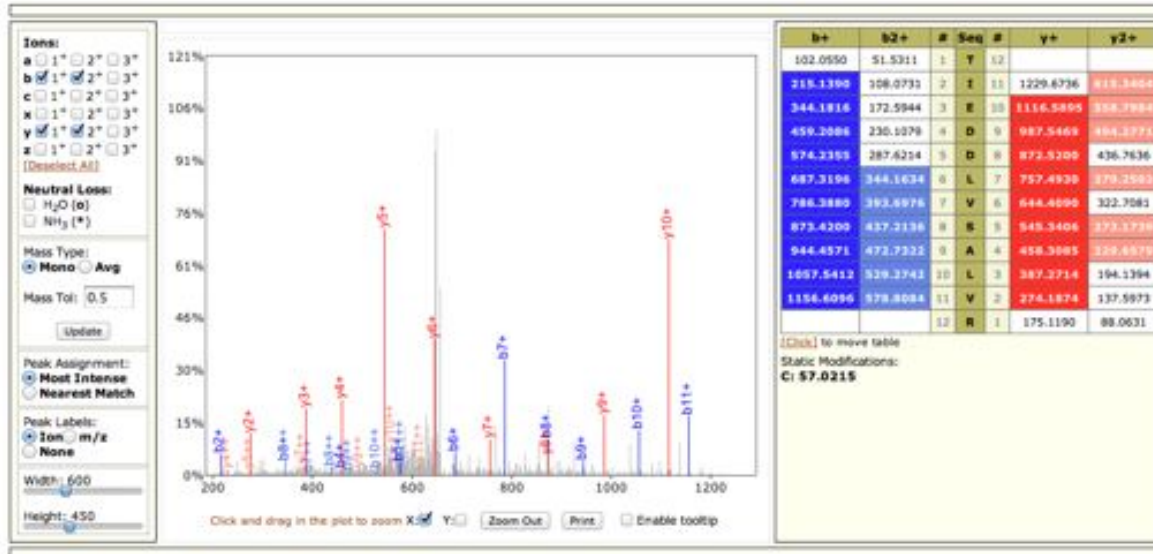 Ions:
a 1+ 2+ 3+
b 1+ 2+ 3+
c 1+ 2+ 3+
x 1+ 2+ 3+
y 1+ 2+ 3+
z 1+ 2+ 3+
[Deselect All]
Neutral Loss:
H2O (o)
NH3 (*)
Mass Type:
Mono Avg
Mass Tol: 0.5
Update
Peak Assignment:
Most Intense
Nearest Match
Peak Labels:
Ion m/z
None
Width: 600
Height: 450
121%
106%
91%
76%
61%
46%
30%
15%
0%
200 400 600 800 1000 1200
b2+
y2+
b8++
y3+
y4+
b10++
y5+
y6+
b6+
y7+
b7+
b8+
b9+
y9+
b10+
y10+
b11+
Click and drag in the plot to zoom X: Y: Zoom Out Print Enable tooltip
b+ b2+ # Seq # y+ y2+
102.0550 51.5311 1 T 12
215.1390 108.0731 2 I 11 1229.6736
344.1816 172.5944 3 E 10 1116.5895
459.2086 230.1079 4 D 9 987.5469
574.2355 287.6214 5 D 8 872.5200 436.7636
687.3196 344.1634 6 L 7 757.4930
786.3880 393.6976 7 V 6 644.4090 322.7081
873.4200 437.2136 8 S 5 545.3406
944.4571 472.7322 9 A 4 458.3085
1057.5412 529.2742 10 L 3 387.2714 194.1394
1156.6096 578.8084 11 V 2 274.1874 137.5973
12 R 1 175.1190 88.0631
[Click] to move table
Static Modifications:
C: 57.0215